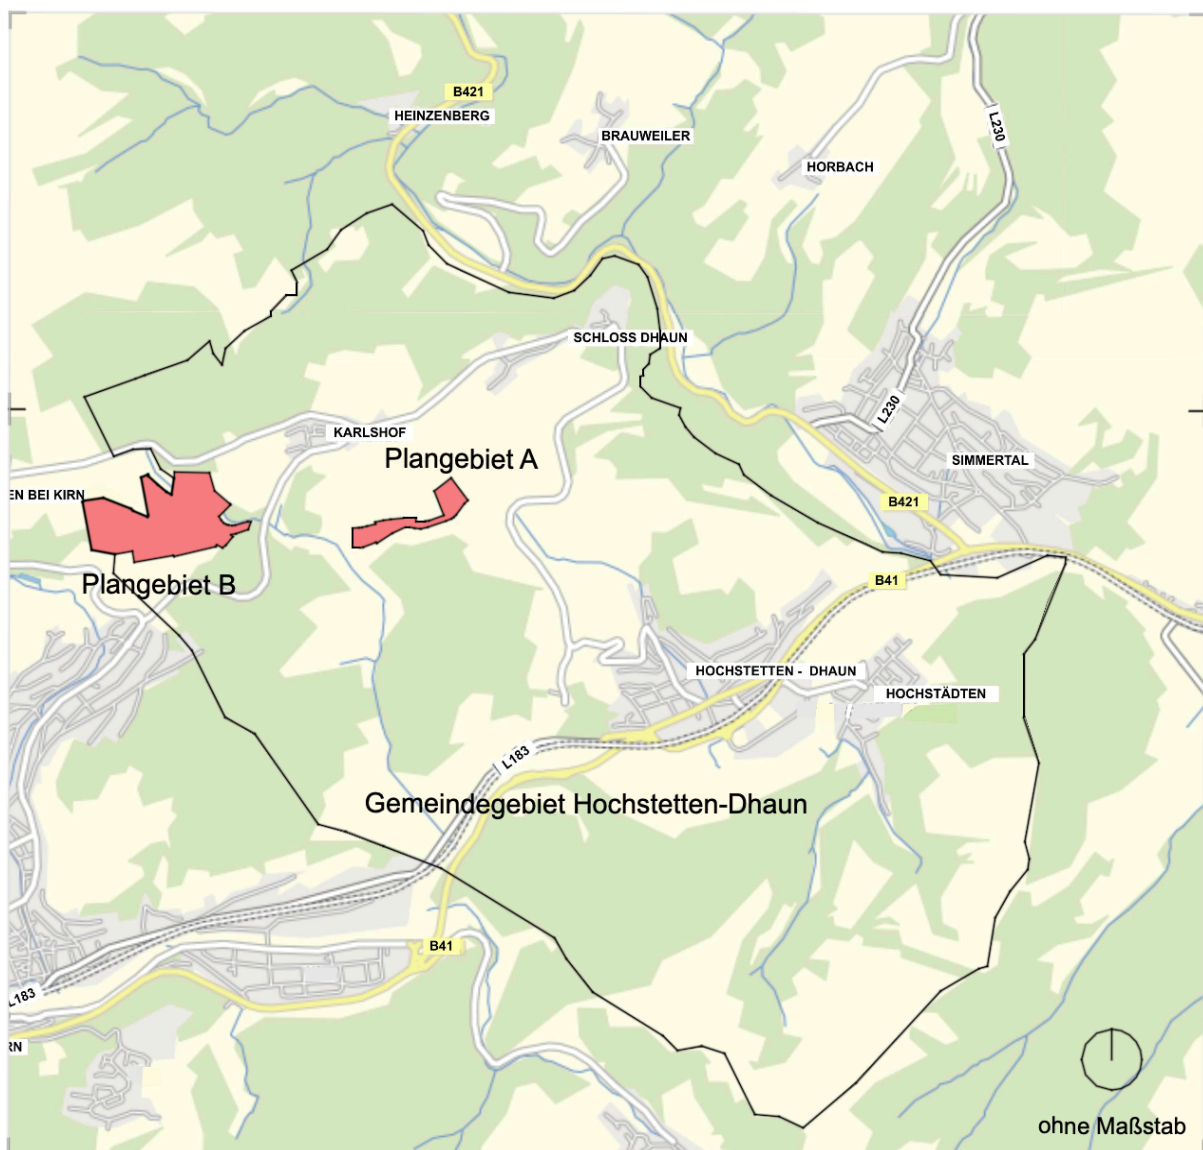 B421
HEINZENBERG
BRAUWEILER
L230
HORBACH
SCHLOSS DHAUN
L230
KARLSHOF
Plangebiet A
SIMMERTAL
EN BEI KIRN
B421
Plangebiet B
B41
HOCHSTETTEN - DHAUN
HOCHSTÄDTEN
L183
Gemeindegebiet Hochstetten-Dhaun
B41
L183
RN
ohne Maßstab